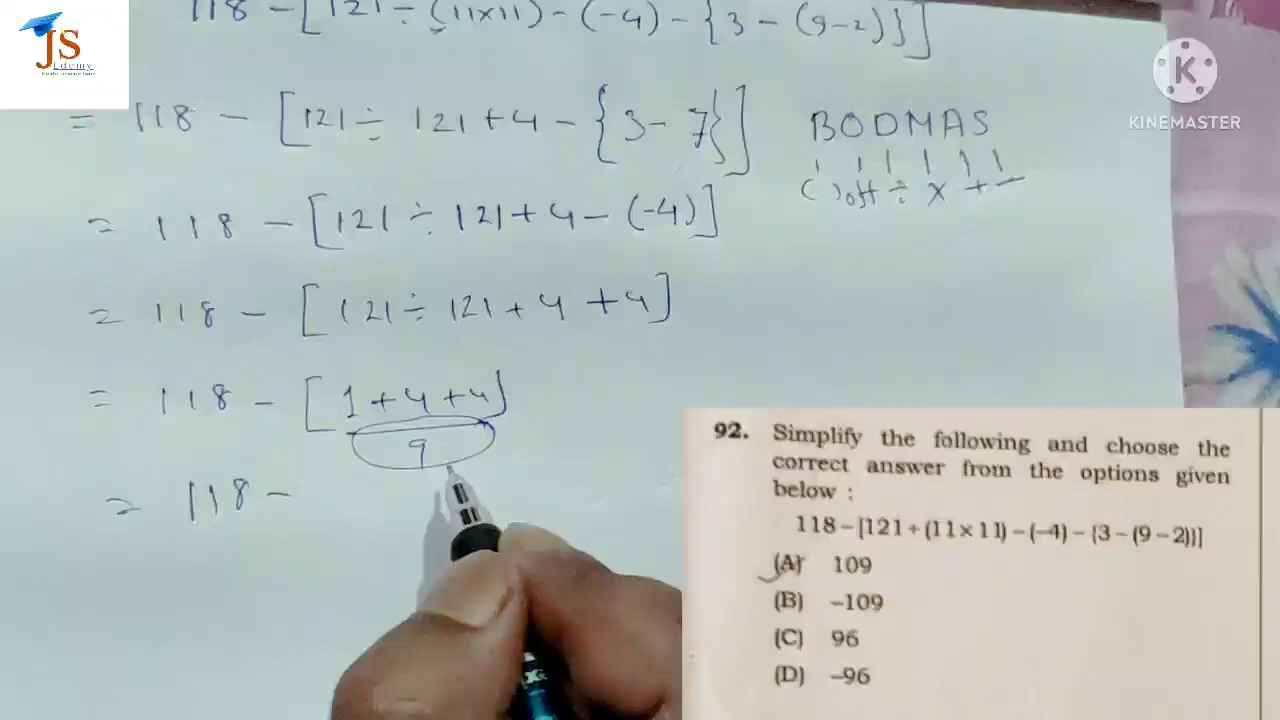 118 - [121 ÷ (11×11) - (-4) - {3 - (9-2)}]
JS
Edemy
= 118 - [121 ÷ 121 + 4 - {3 - 7}]
BODMAS
( ) off ÷ × + -
KINEMASTER
= 118 - [121 ÷ 121 + 4 - (-4)]
= 118 - [121 ÷ 121 + 4 + 4]
= 118 - [1 + 4 + 4]
9
= 118 -
92. Simplify the following and choose the
correct answer from the options given
below :
118 – [121 ÷ (11 × 11) – (–4) – {3 – (9 – 2)}]
(A) 109
(B) –109
(C) 96
(D) –96